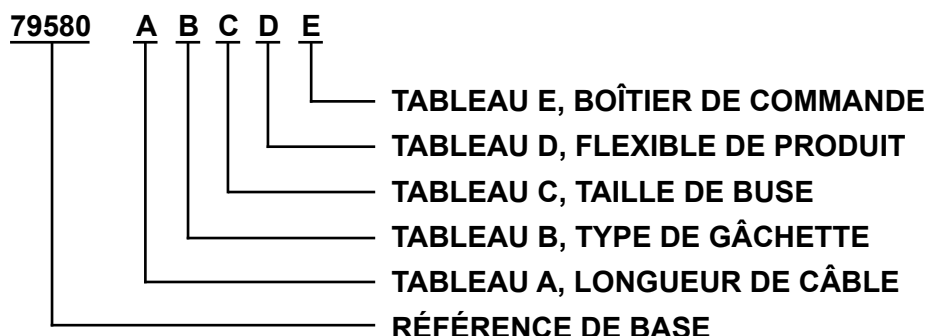 79580 A B C D E
TABLEAU E, BOÎTIER DE COMMANDE
TABLEAU D, FLEXIBLE DE PRODUIT
TABLEAU C, TAILLE DE BUSE
TABLEAU B, TYPE DE GÂCHETTE
TABLEAU A, LONGUEUR DE CÂBLE
RÉFÉRENCE DE BASE